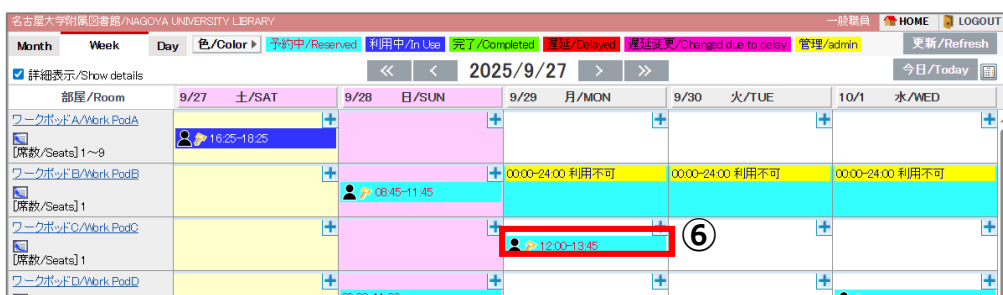 名古屋大学附属図書館/NAGOYA UNIVERSITY LIBRARY 一般職員 HOME LOGOUT
Month Week Day 色/Color 予約中/Reserved 利用中/In Use 完了/Completed 遅延/Delayed 遅延変更/Changed due to delay 管理/admin 更新/Refresh
詳細表示/Show details « < 2025/9/27 > » 今日/Today
部屋/Room 9/27 土/SAT 9/28 日/SUN 9/29 月/MON 9/30 火/TUE 10/1 水/WED
ワークポッドA/Work PodA
16:25-18:25
[席数/Seats] 1～9
ワークポッドB/Work PodB 00:00-24:00 利用不可 00:00-24:00 利用不可 00:00-24:00 利用不可
08:45-11:45
[席数/Seats] 1
ワークポッドC/Work PodC
12:00-13:45 ⑥
[席数/Seats] 1
ワークポッドD/Work PodD